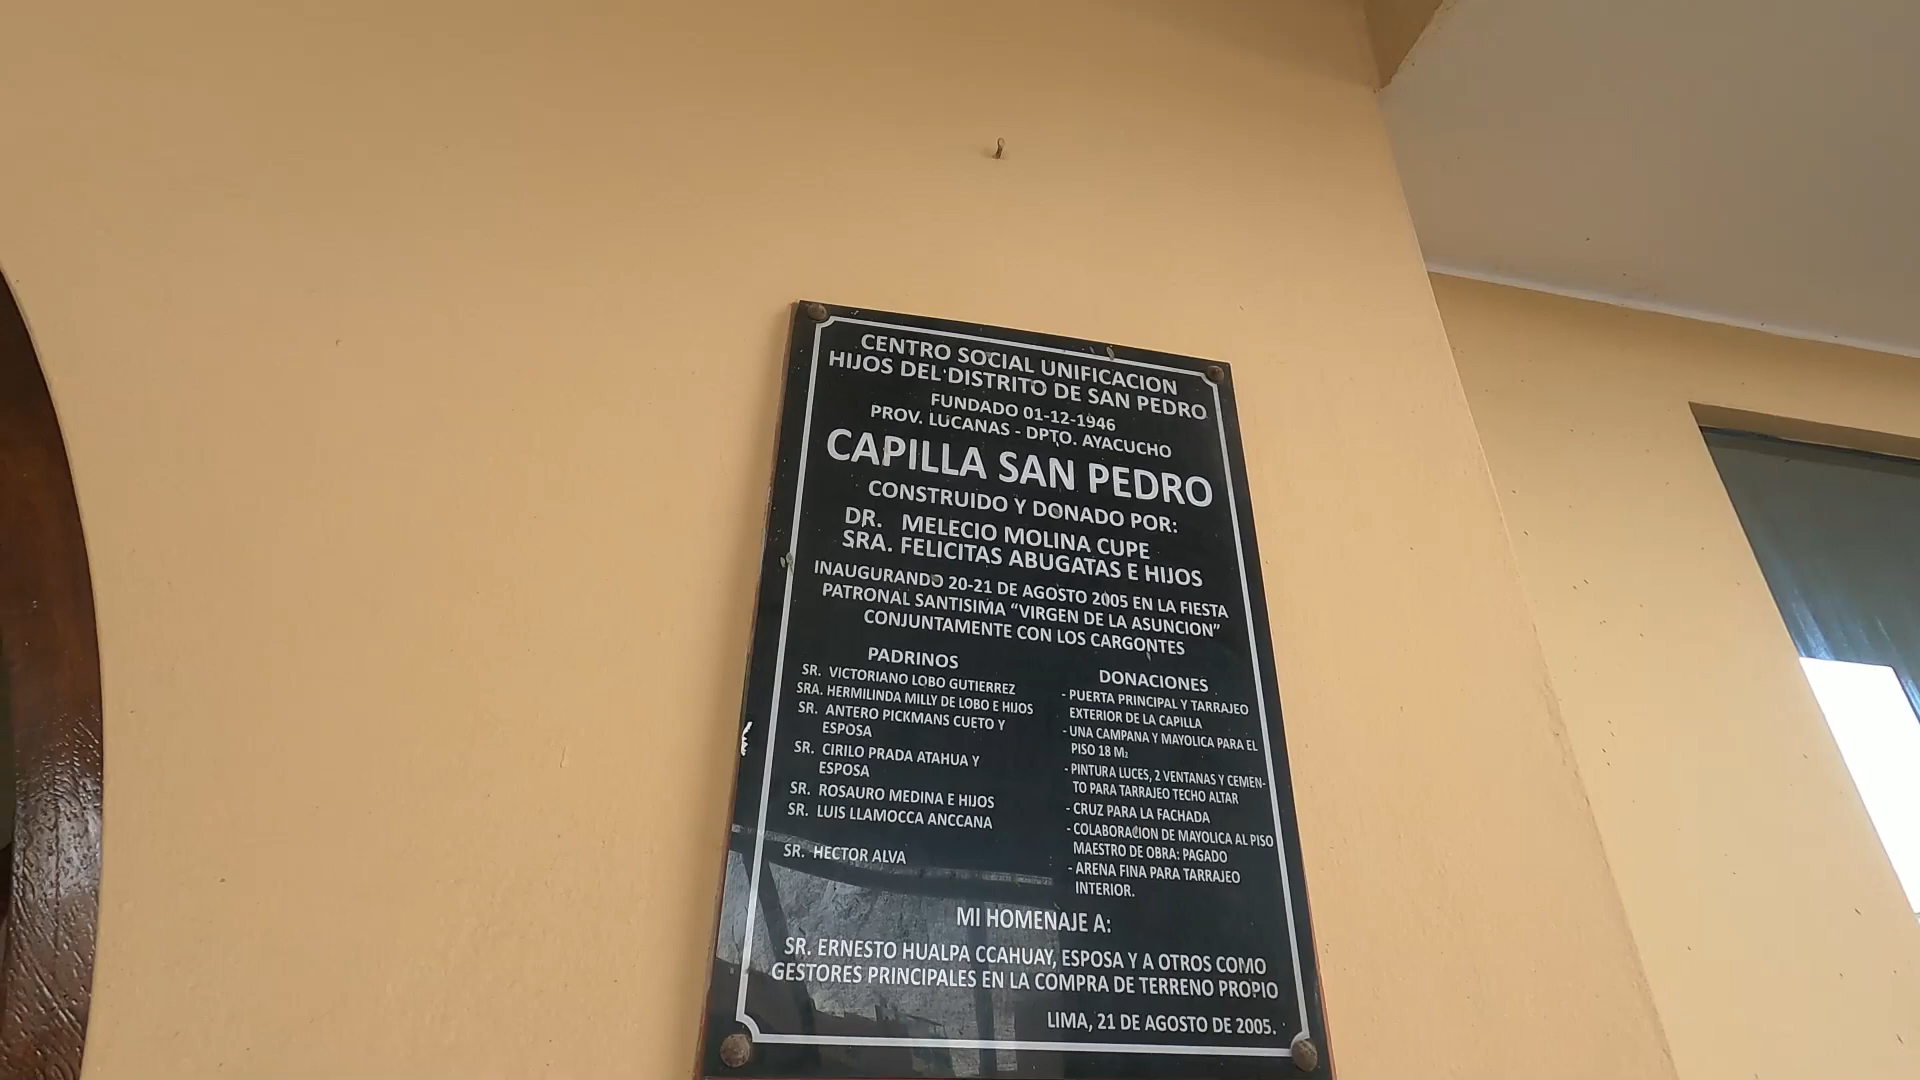 CENTRO SOCIAL UNIFICACION
HIJOS DEL DISTRITO DE SAN PEDRO
FUNDADO 01-12-1946
PROV. LUCANAS - DPTO. AYACUCHO
CAPILLA SAN PEDRO
CONSTRUIDO Y DONADO POR:
DR. MELECIO MOLINA CUPE
SRA. FELICITAS ABUGATAS E HIJOS
INAUGURANDO 20-21 DE AGOSTO 2005 EN LA FIESTA
PATRONAL SANTISIMA “VIRGEN DE LA ASUNCION”
CONJUNTAMENTE CON LOS CARGONTES
PADRINOS
SR. VICTORIANO LOBO GUTIERREZ
SRA. HERMILINDA MILLY DE LOBO E HIJOS
SR. ANTERO PICKMANS CUETO Y
ESPOSA
SR. CIRILO PRADA ATAHUA Y
ESPOSA
SR. ROSAURO MEDINA E HIJOS
SR. LUIS LLAMOCCA ANCCANA
SR. HECTOR ALVA
DONACIONES
- PUERTA PRINCIPAL Y TARRAJEO
EXTERIOR DE LA CAPILLA
- UNA CAMPANA Y MAYOLICA PARA EL
PISO 18 M₂
- PINTURA LUCES, 2 VENTANAS Y CEMEN-
TO PARA TARRAJEO TECHO ALTAR
- CRUZ PARA LA FACHADA
- COLABORACION DE MAYOLICA AL PISO
MAESTRO DE OBRA: PAGADO
- ARENA FINA PARA TARRAJEO
INTERIOR.
MI HOMENAJE A:
SR. ERNESTO HUALPA CCAHUAY, ESPOSA Y A OTROS COMO
GESTORES PRINCIPALES EN LA COMPRA DE TERRENO PROPIO
LIMA, 21 DE AGOSTO DE 2005.